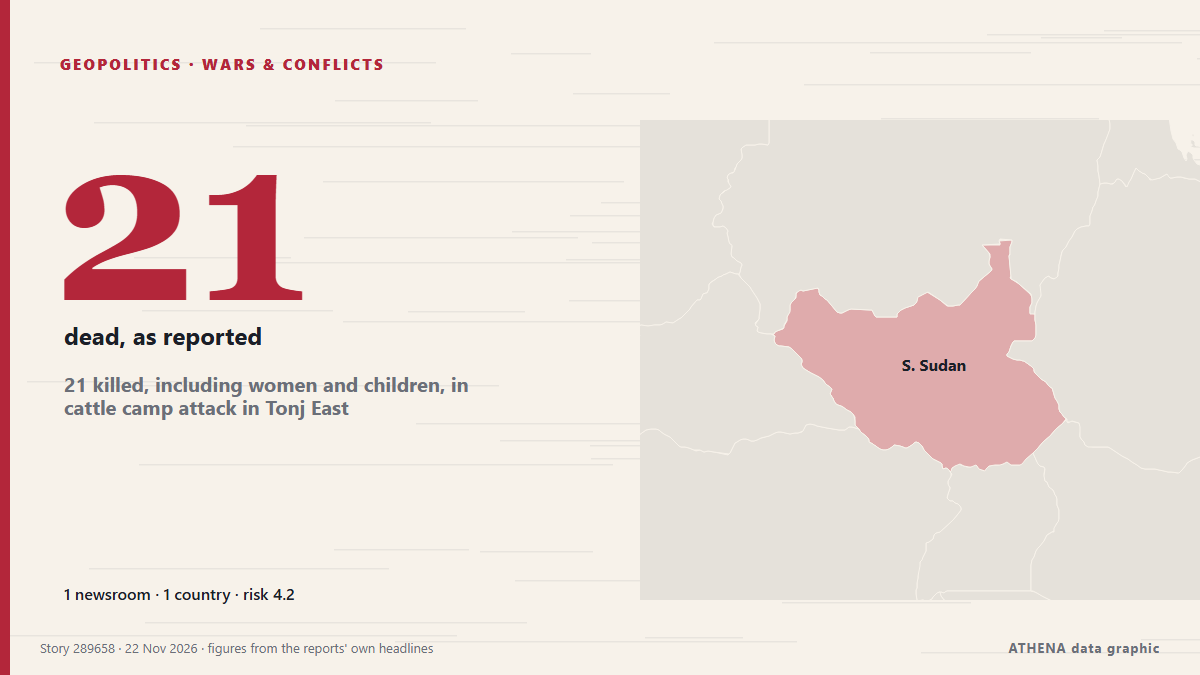 GEOPOLITICS · WARS & CONFLICTS
21
dead, as reported
21 killed, including women and children, in
cattle camp attack in Tonj East
S. Sudan
1 newsroom · 1 country · risk 4.2
Story 289658 · 22 Nov 2026 · figures from the reports' own headlines
ATHENA data graphic